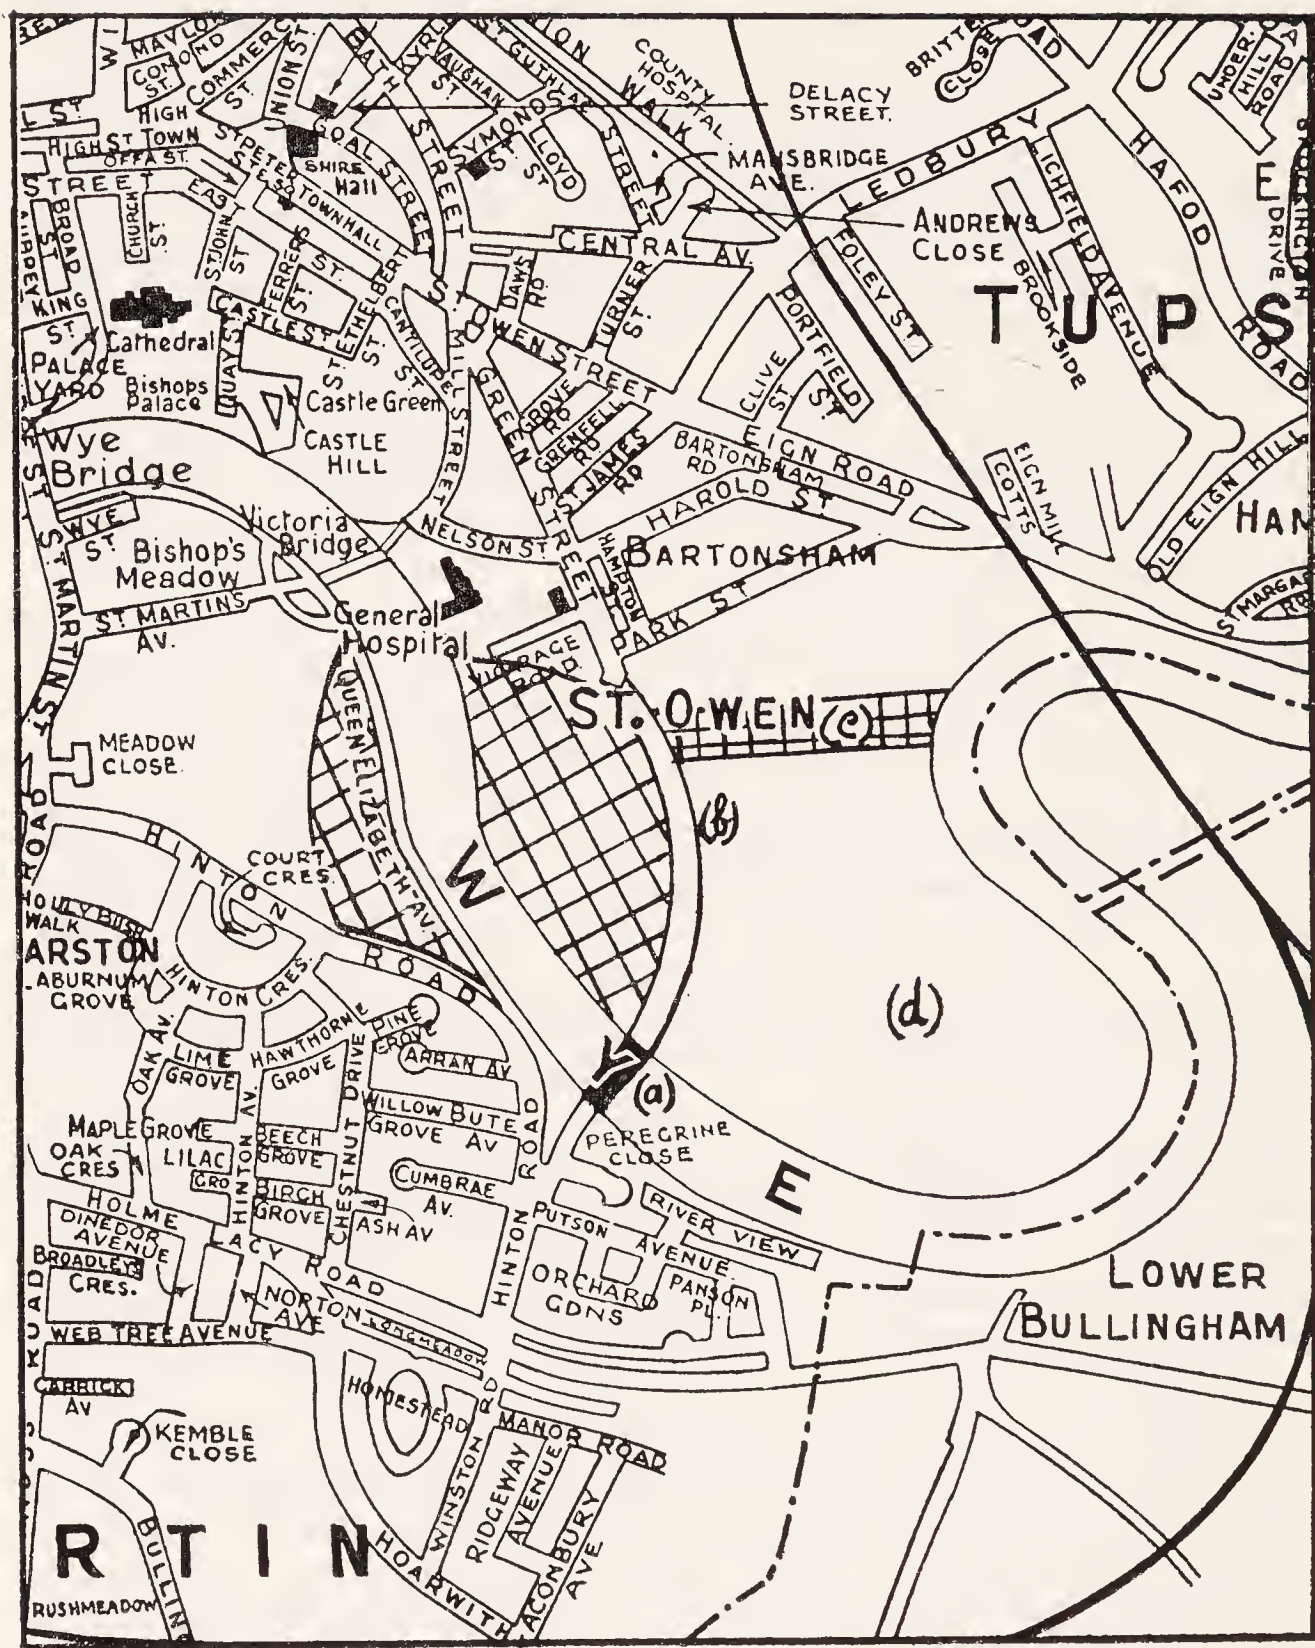 MAYLORD
COMMERCIAL
ST.
UNION ST.
BATH
STREET
KYRLE
VAUGHAN
ST
ST GUTHLAC
STREET
SYMONDS
ST
LLOYD
ST
WALK
COUNTY
HOSPITAL
DELACY
STREET.
MANSBRIDGE
AVE.
ANDREWS
CLOSE
BRITTE
CLOSE
ROAD
UNDER.
HILL
ROAD
LEDBURY
LICHFIELD AVENUE
HAFOD
ROAD
E
DRIVE
HIGH
HIGH ST
TOWN
OFFA ST.
ST PETER
ST
GOAL STREET
SHIRE
Hall
TOWNHALL
ST.
STREET
EAST
CHURCH
ST.
ST JOHN
ST
BROAD
ST
KING
ST.
FERRERS
ST
CASTLE ST
ST ETHELBERT
ST
CANTILUPE
ST
QUAY ST
Cathedral
PALACE
YARD
Bishops
Palace
Castle Green
CASTLE
HILL
CENTRAL AV.
DAWS
RD
TURNER
ST.
ST OWEN STREET
MILL STREET
GREEN
STREET
GROVE
RD
GRENFELL
RD
ST JAMES
RD
FOLEY ST.
PORTFIELD
ST
CLIVE
ST
EIGN ROAD
BARTONSHAM
RD
HAROLD ST
BROOKSIDE
TUPS
EIGN MILL
COTTS
OLD EIGN HILL
HAM
ST MARGA
RD
Wye
Bridge
WYE
ST
Bishop's
Meadow
Victoria
Bridge
NELSON ST.
ST MARTINS
AV.
ST MARTIN ST
General
Hospital
HAMPTON
BARTONSHAM
PARK ST
VICARAGE
ROAD
ST. OWEN (c)
(b)
(d)
(a)
QUEEN ELIZABETH AV.
W
Y
E
MEADOW
CLOSE.
ROAD
HINTON
ROAD
COURT
CRES.
HOLLYBUSH
WALK
ARSTON
LABURNUM
GROVE
HINTON CRES.
OAK AV.
LIME
GROVE
HAWTHORNE
GROVE
PINE
GROVE
ARRAN AV
CHESTNUT DRIVE
WILLOW
GROVE
BUTE
AV
MAPLE GROVE
OAK
CRES
LILAC
GRO
HINTON AV.
BEECH
GROVE
BIRCH
GROVE
CUMBRAE
AV.
ASH AV
HINTON ROAD
PEREGRINE
CLOSE
RIVER VIEW
PUTSON
AVENUE
ORCHARD
GDNS
PANSON
PL.
HOLME
LACY
ROAD
DINEDOR
AVENUE
BROADLEYS
CRES.
NORTON
AVE
WEBTREE AVENUE
LONGMEADOW
RD
CARRICK
AV
HOMESTEAD
KEMBLE
CLOSE
MANOR ROAD
WINSTON
RIDGEWAY
AVENUE
ACONBURY
AVE
HOARWITH
BULLING
RUSHMEADOW
RTIN
LOWER
BULLINGHAM